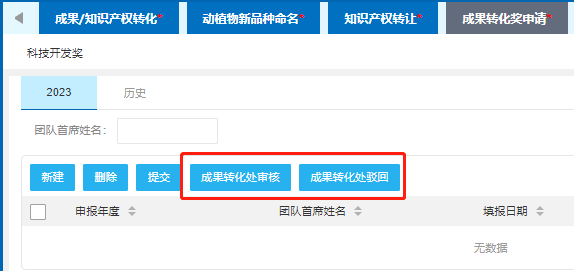 成果/知识产权转化* 动植物新品种命名* 知识产权转让* 成果转化奖申请*
科技开发奖
2023 历史
团队首席姓名：
新建 删除 提交 成果转化处审核 成果转化处驳回
申报年度 团队首席姓名 填报日期
无数据